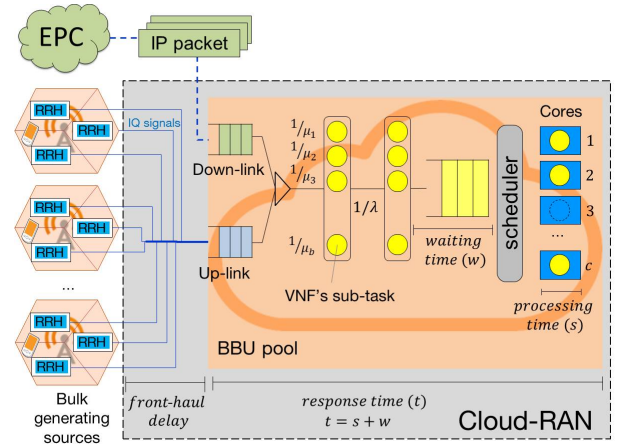 EPC
IP packet
RRH
RRH
RRH
IQ signals
RRH
RRH
RRH
...
RRH
RRH
RRH
Bulk
generating
sources
Down-link
Up-link
1/μ₁
1/μ₂
1/μ₃
1/μ_b
1/λ
VNF's sub-task
waiting
time (w)
scheduler
Cores
1
2
3
...
c
processing
time (s)
BBU pool
front-haul
delay
response time (t)
t = s + w
Cloud-RAN